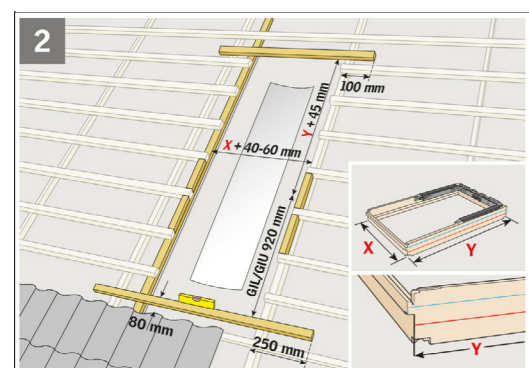 2
100 mm
Y + 45 mm
X + 40-60 mm
GIL/GIU 920 mm
80 mm
250 mm
X
Y
Y